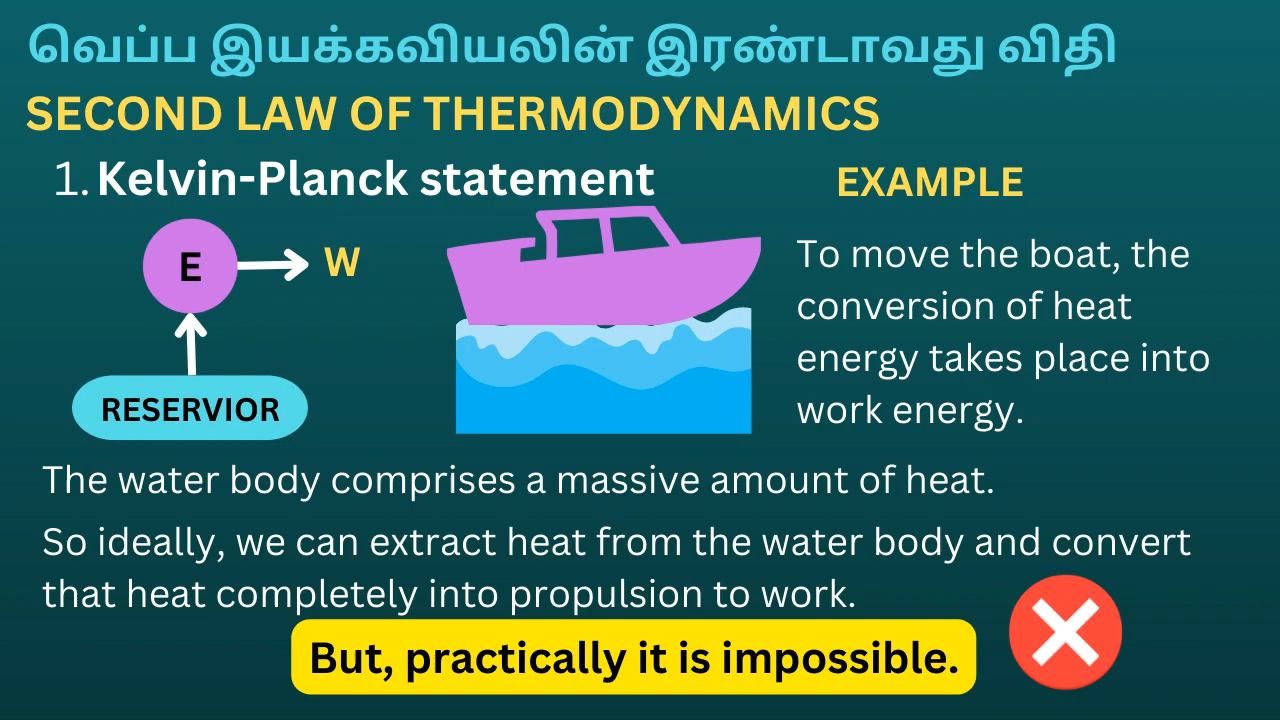 வெப்ப இயக்கவியலின் இரண்டாவது விதி
SECOND LAW OF THERMODYNAMICS
1. Kelvin-Planck statement
EXAMPLE
E
W
RESERVIOR
To move the boat, the
conversion of heat
energy takes place into
work energy.
The water body comprises a massive amount of heat.
So ideally, we can extract heat from the water body and convert
that heat completely into propulsion to work.
But, practically it is impossible.